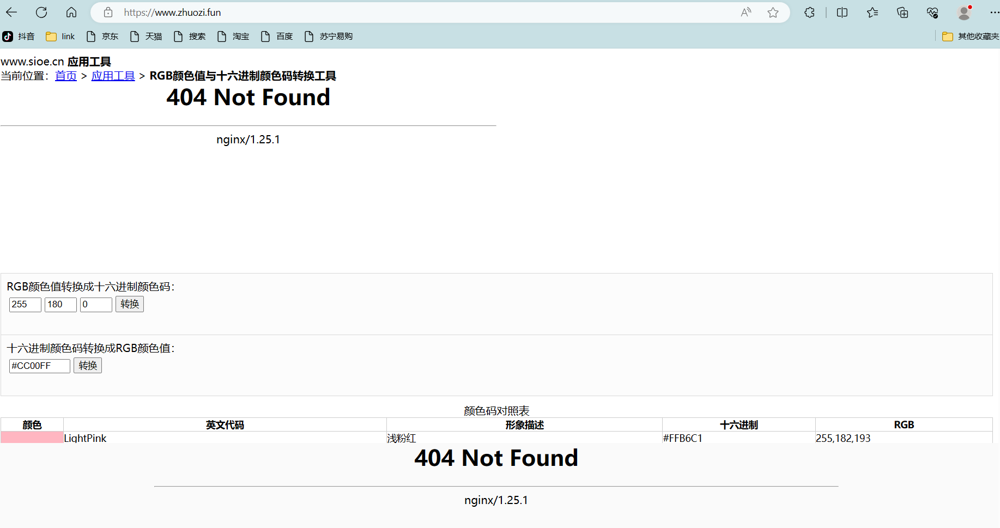 https://www.zhuozi.fun
抖音 link 京东 天猫 搜索 淘宝 百度 苏宁易购 其他收藏夹
www.sioe.cn 应用工具
当前位置：首页 > 应用工具 > RGB颜色值与十六进制颜色码转换工具
404 Not Found
nginx/1.25.1
RGB颜色值转换成十六进制颜色码：
255 180 0 转换
十六进制颜色码转换成RGB颜色值：
#CC00FF 转换
颜色码对照表
颜色 英文代码 形象描述 十六进制 RGB
LightPink 浅粉红 #FFB6C1 255,182,193
404 Not Found
nginx/1.25.1